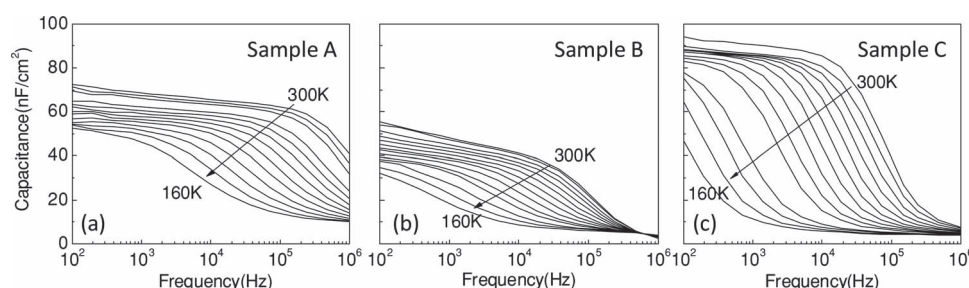 Capacitance(nF/cm²)
100
80
60
40
20
0
Sample A
300K
160K
(a)
10² 10³ 10⁴ 10⁵ 10⁶
Frequency(Hz)
Sample B
300K
160K
(b)
10² 10³ 10⁴ 10⁵ 10⁶
Frequency(Hz)
Sample C
300K
160K
(c)
10² 10³ 10⁴ 10⁵ 10⁶
Frequency(Hz)